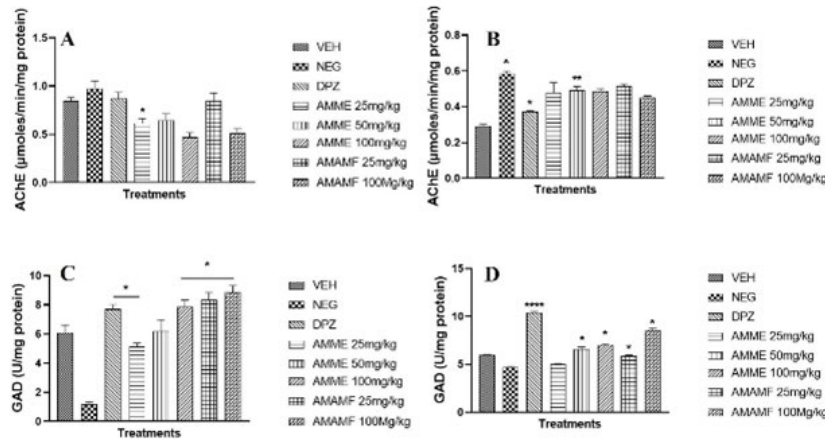 A
AChE (µmoles/min/mg protein)
1.5
1.0
0.5
0.0
*
Treatments
VEH
NEG
DPZ
AMME 25mg/kg
AMME 50mg/kg
AMME 100mg/kg
AMAMF 25mg/kg
AMAMF 100Mg/kg
B
AChE (µmoles/min/mg protein)
0.8
0.6
0.4
0.2
0.0
^
*
**
Treatments
VEH
NEG
DPZ
AMME 25mg/kg
AMME 50mg/kg
AMME 100mg/kg
AMAMF 25mg/kg
AMAMF 100Mg/kg
C
GAD (U/mg protein)
10
8
6
4
2
0
*
Treatments
VEH
NEG
DPZ
AMME 25mg/kg
AMME 50mg/kg
AMME 100mg/kg
AMAMF 25mg/kg
AMAMF 100Mg/kg
D
GAD (U/mg protein)
15
10
5
0
****
*
*
Treatments
VEH
NEG
DPZ
AMME 25mg/kg
AMME 50mg/kg
AMME 100mg/kg
AMAMF 25mg/kg
AMAMF 100Mg/kg